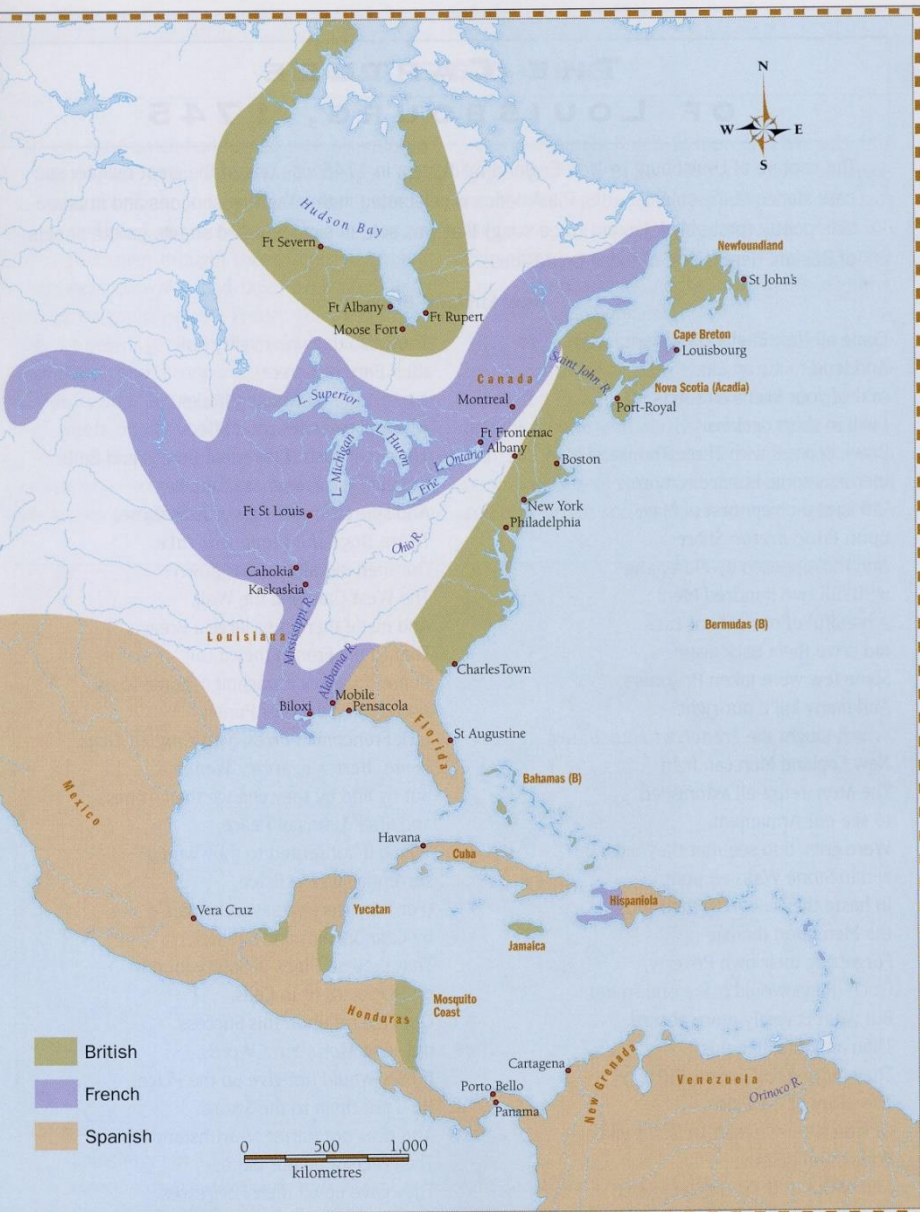 N
W
E
S
Hudson Bay
Ft Severn
Newfoundland
St John's
Ft Albany
Ft Rupert
Moose Fort
Cape Breton
Louisbourg
Saint John R.
Canada
Nova Scotia (Acadia)
L. Superior
Montreal
Port-Royal
L. Huron
Ft Frontenac
L. Michigan
Albany
L. Ontario
Boston
L. Erie
New York
Ft St Louis
Philadelphia
Ohio R.
Cahokia
Kaskaskia
Bermudas (B)
Louisiana
Mississippi R.
Alabama R.
CharlesTown
Mobile
Biloxi
Pensacola
Florida
St Augustine
Bahamas (B)
Mexico
Havana
Cuba
Yucatan
Hispaniola
Vera Cruz
Jamaica
Mosquito
Coast
Honduras
British
Cartagena
New Grenada
Venezuela
French
Porto Bello
Orinoco R.
Panama
Spanish
0 500 1,000
kilometres